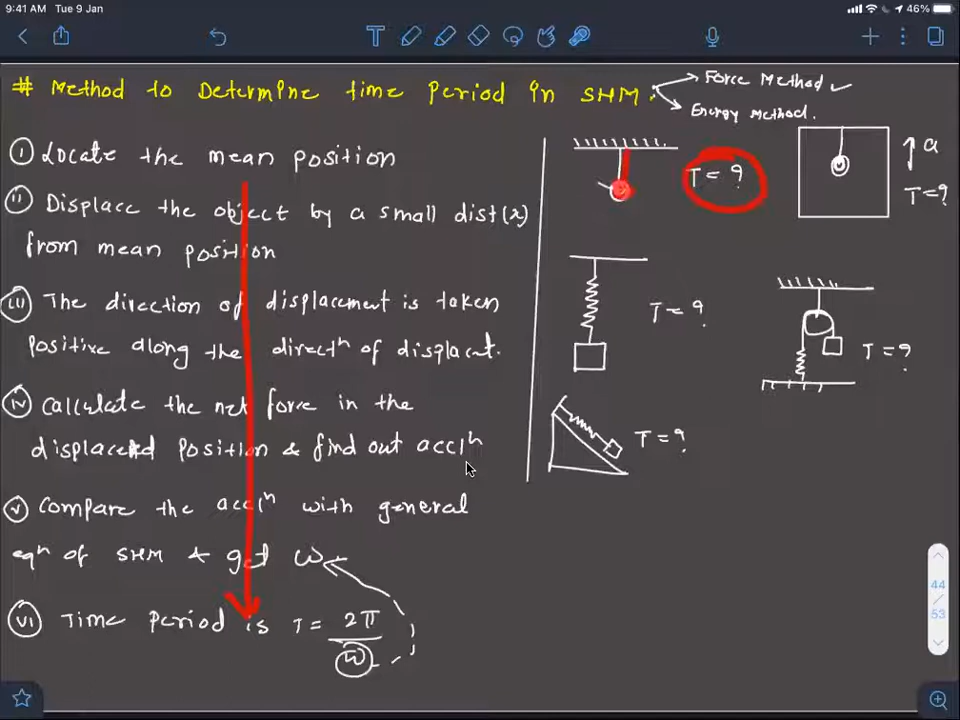 9:41 AM Tue 9 Jan
46%
# Method to Determine time Period in SHM.
Force Method
Energy Method.
(i) Locate the mean position
(ii) Displace the object by a small dist(x)
from mean position
(iii) The direction of displacement is taken
Positive along the directⁿ of displacnt.
(iv) Calculate the net force in the
displaced Position & find out acclⁿ
(v) Compare the acclⁿ with general
eqⁿ of SHM & get ω
(vi) Time Period is T = 2π
ω
T = ?
a
T = ?
T = ?
T = ?
T = ?
44
53